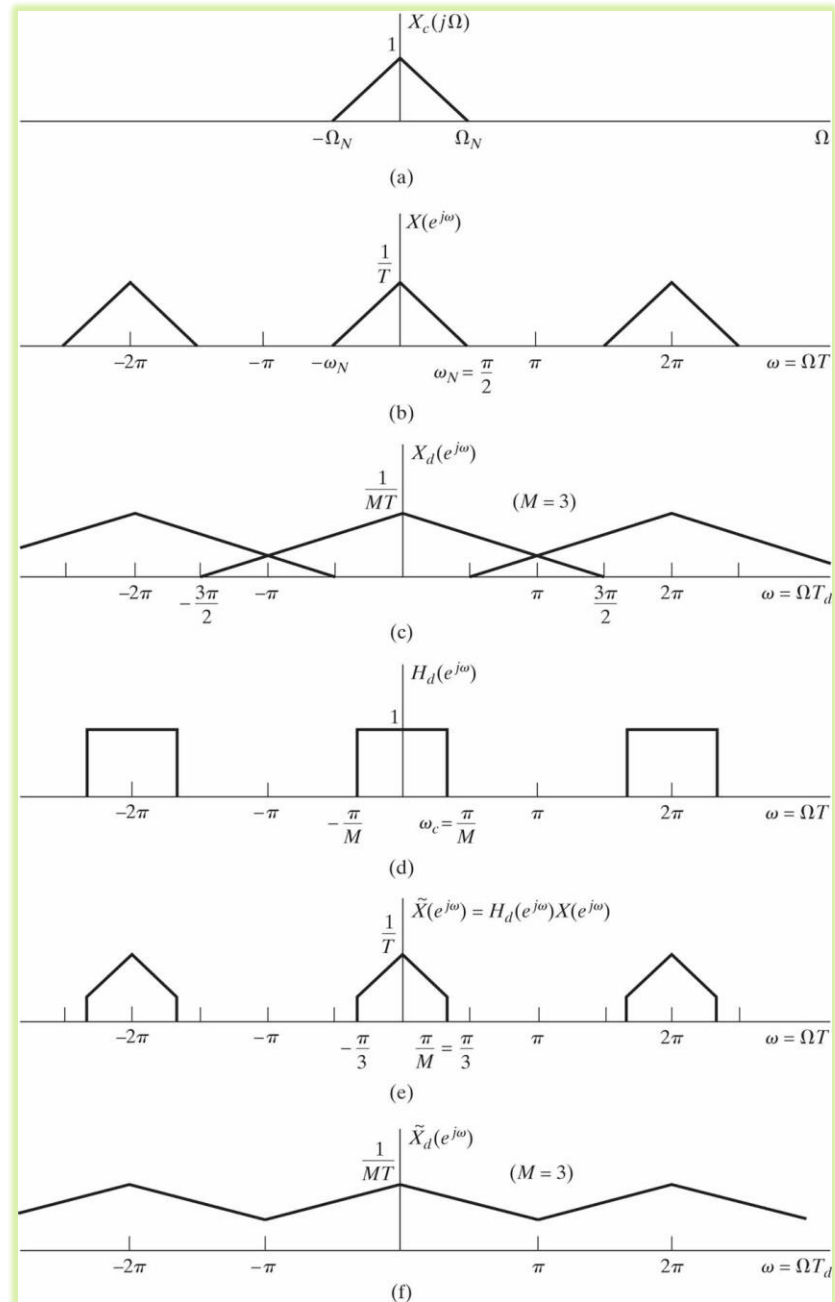 X_c(jΩ)
1
−Ω_N Ω_N Ω
(a)
X(e^{jω})
1/T
−2π −π −ω_N ω_N = π/2 π 2π ω = ΩT
(b)
X_d(e^{jω})
1/MT (M = 3)
−2π −3π/2 −π π 3π/2 2π ω = ΩT_d
(c)
H_d(e^{jω})
1
−2π −π −π/M ω_c = π/M π 2π ω = ΩT
(d)
X̃(e^{jω}) = H_d(e^{jω})X(e^{jω})
1/T
−2π −π −π/3 π/M = π/3 π 2π ω = ΩT
(e)
X̃_d(e^{jω})
1/MT (M = 3)
−2π −π π 2π ω = ΩT_d
(f)